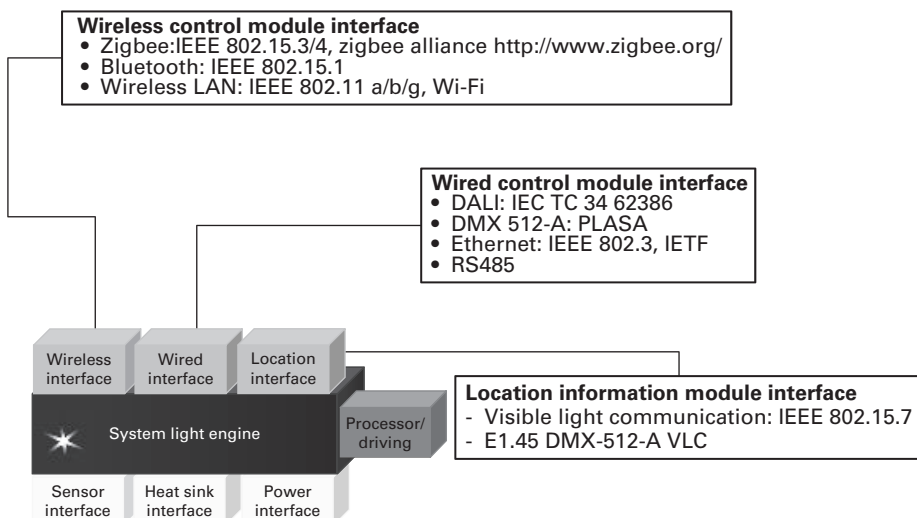 Wireless control module interface
• Zigbee:IEEE 802.15.3/4, zigbee alliance http://www.zigbee.org/
• Bluetooth: IEEE 802.15.1
• Wireless LAN: IEEE 802.11 a/b/g, Wi-Fi
Wired control module interface
• DALI: IEC TC 34 62386
• DMX 512-A: PLASA
• Ethernet: IEEE 802.3, IETF
• RS485
Wireless
interface
Wired
interface
Location
interface
Location information module interface
- Visible light communication: IEEE 802.15.7
- E1.45 DMX-512-A VLC
System light engine
Processor/
driving
Sensor
interface
Heat sink
interface
Power
interface